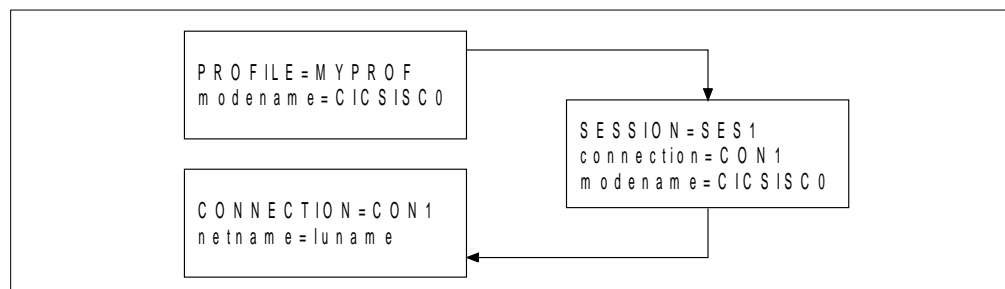 PROFILE=MYPROF
modename=CICSISC0
SESSION=SES1
connection=CON1
modename=CICSISC0
CONNECTION=CON1
netname=luname